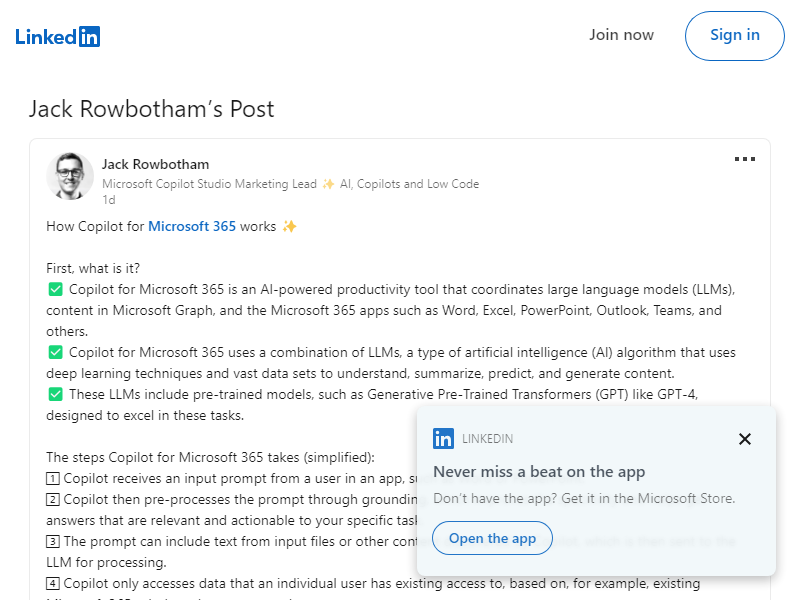 LinkedIn
Join now
Sign in
Jack Rowbotham's Post
Jack Rowbotham
Microsoft Copilot Studio Marketing Lead ✨ AI, Copilots and Low Code
1d
How Copilot for Microsoft 365 works ✨
First, what is it?
✅ Copilot for Microsoft 365 is an AI-powered productivity tool that coordinates large language models (LLMs),
content in Microsoft Graph, and the Microsoft 365 apps such as Word, Excel, PowerPoint, Outlook, Teams, and
others.
✅ Copilot for Microsoft 365 uses a combination of LLMs, a type of artificial intelligence (AI) algorithm that uses
deep learning techniques and vast data sets to understand, summarize, predict, and generate content.
✅ These LLMs include pre-trained models, such as Generative Pre-Trained Transformers (GPT) like GPT-4,
designed to excel in these tasks.
The steps Copilot for Microsoft 365 takes (simplified):
1 Copilot receives an input prompt from a user in an app,
2 Copilot then pre-processes the prompt through grounding
answers that are relevant and actionable to your specific
3 The prompt can include text from input files or other
LLM for processing.
4 Copilot only accesses data that an individual user has existing access to, based on, for example, existing
in LINKEDIN
Never miss a beat on the app
Don't have the app? Get it in the Microsoft Store.
Open the app